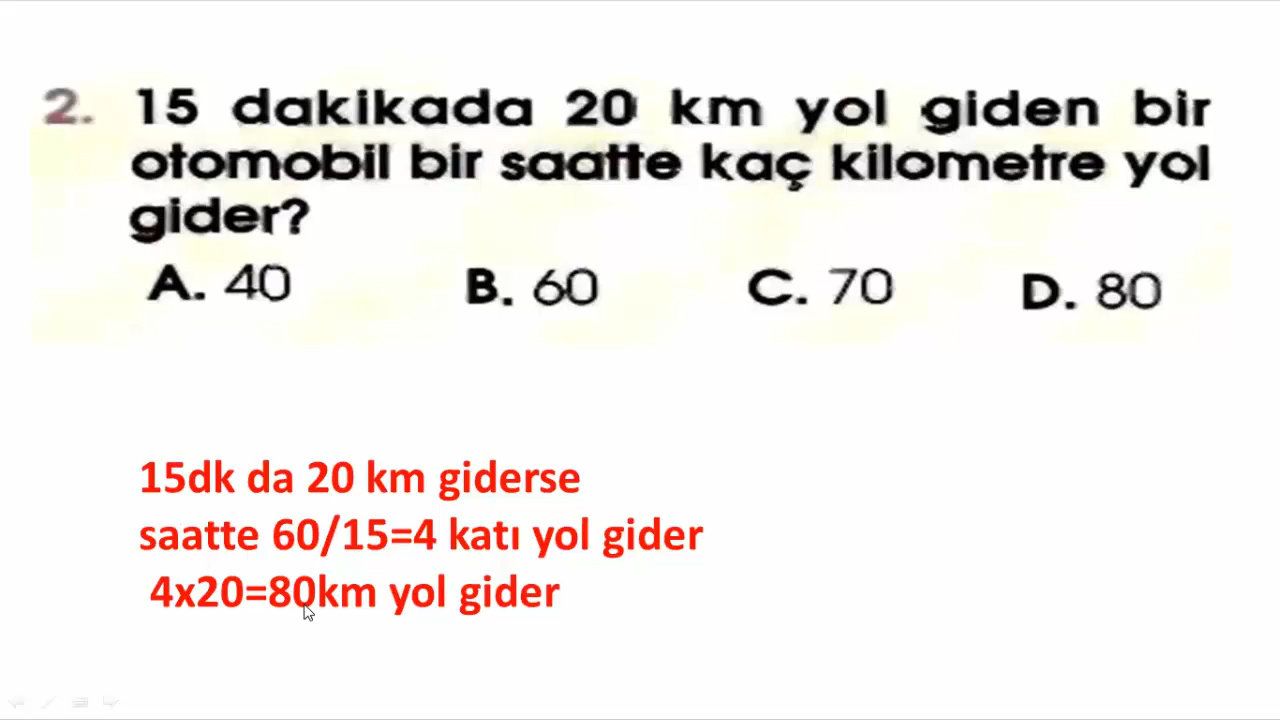 2. 15 dakikada 20 km yol giden bir
otomobil bir saatte kaç kilometre yol
gider?
A. 40 B. 60 C. 70 D. 80
15dk da 20 km giderse
saatte 60/15=4 katı yol gider
4x20=80km yol gider